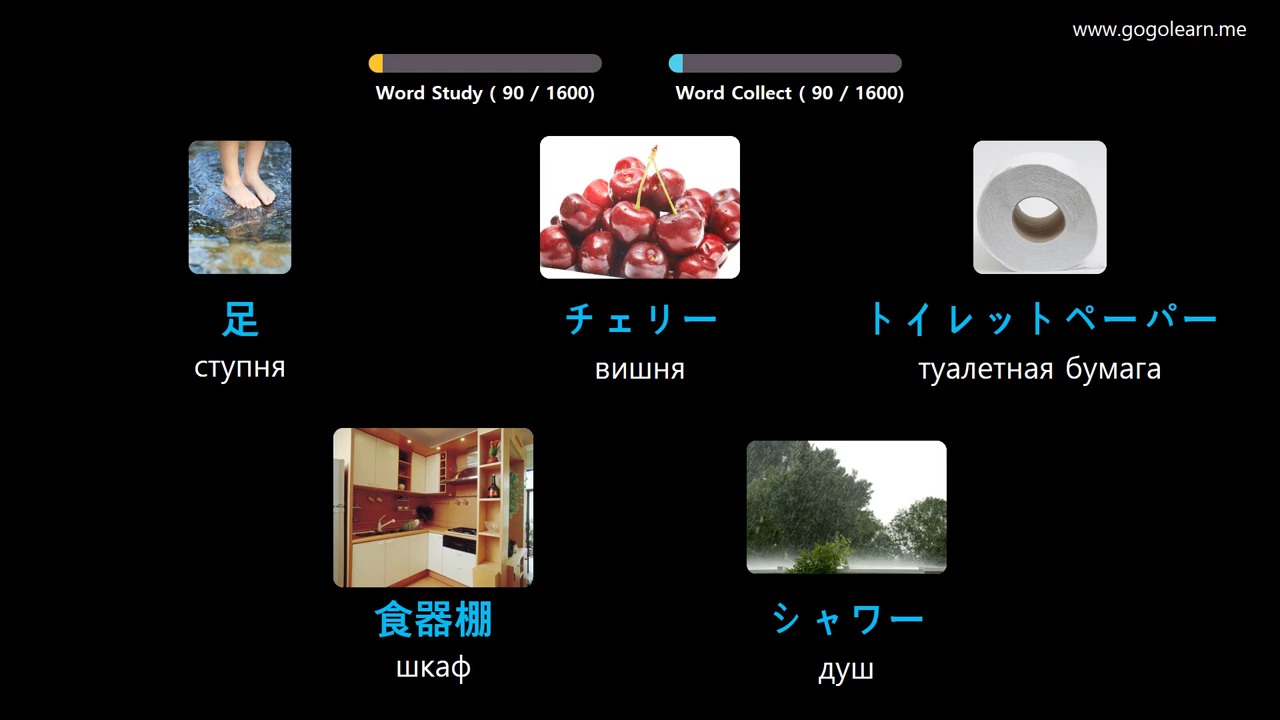 www.gogolearn.me
Word Study ( 90 / 1600)
Word Collect ( 90 / 1600)
足
ступня
チェリー
вишня
トイレットペーパー
туалетная бумага
食器棚
шкаф
シャワー
душ